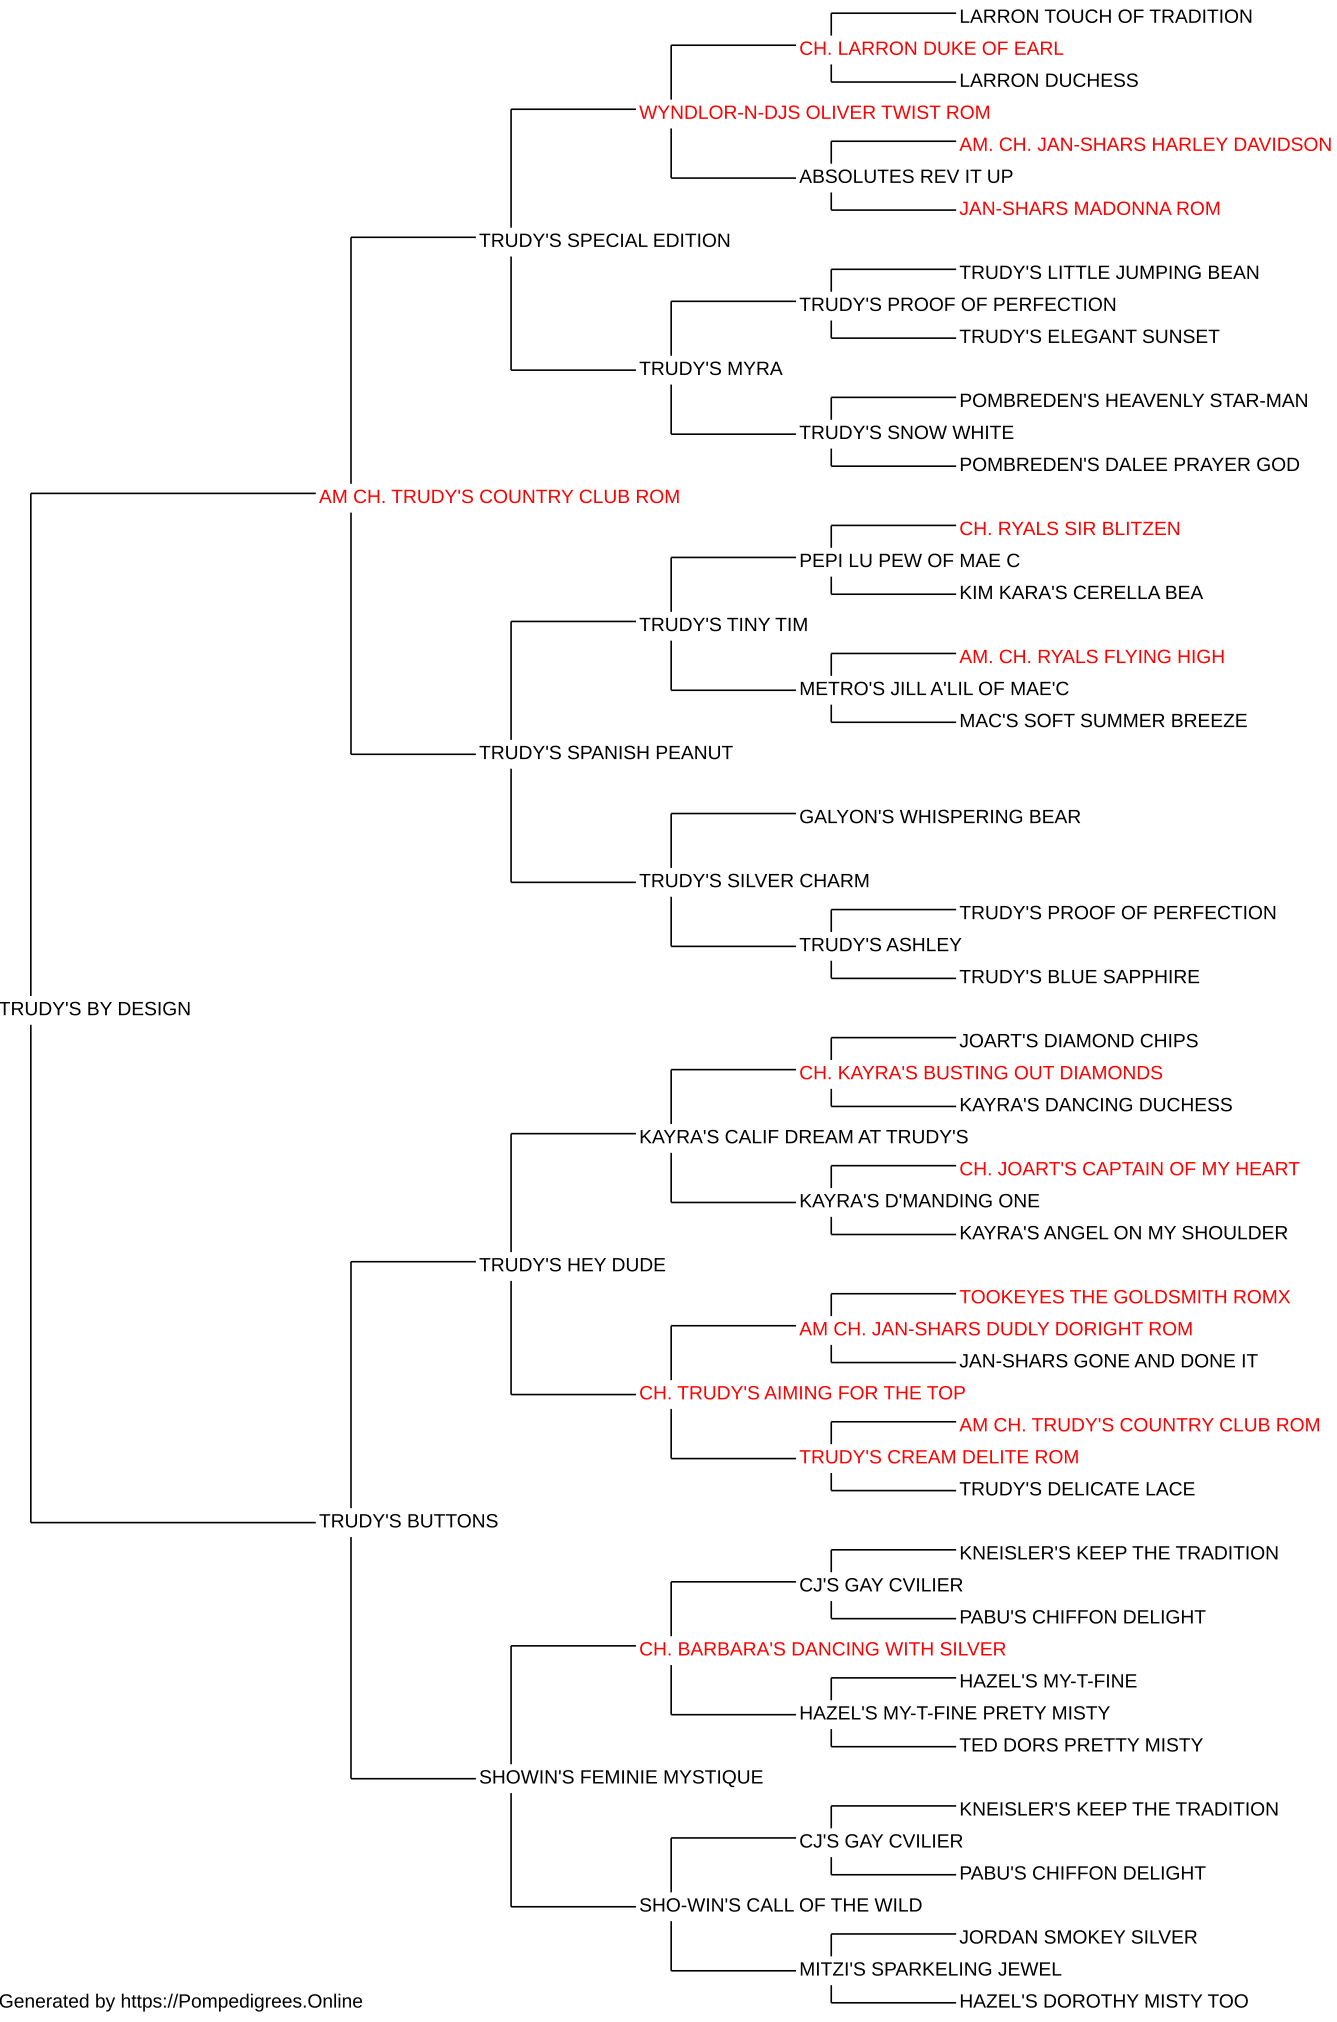 LARRON TOUCH OF TRADITION
CH. LARRON DUKE OF EARL
LARRON DUCHESS
WYNDLOR-N-DJS OLIVER TWIST ROM
AM. CH. JAN-SHARS HARLEY DAVIDSON
ABSOLUTES REV IT UP
JAN-SHARS MADONNA ROM
TRUDY'S SPECIAL EDITION
TRUDY'S LITTLE JUMPING BEAN
TRUDY'S PROOF OF PERFECTION
TRUDY'S ELEGANT SUNSET
TRUDY'S MYRA
POMBREDEN'S HEAVENLY STAR-MAN
TRUDY'S SNOW WHITE
POMBREDEN'S DALEE PRAYER GOD
AM CH. TRUDY'S COUNTRY CLUB ROM
CH. RYALS SIR BLITZEN
PEPI LU PEW OF MAE C
KIM KARA'S CERELLA BEA
TRUDY'S TINY TIM
AM. CH. RYALS FLYING HIGH
METRO'S JILL A'LIL OF MAE'C
MAC'S SOFT SUMMER BREEZE
TRUDY'S SPANISH PEANUT
GALYON'S WHISPERING BEAR
TRUDY'S SILVER CHARM
TRUDY'S PROOF OF PERFECTION
TRUDY'S ASHLEY
TRUDY'S BLUE SAPPHIRE
TRUDY'S BY DESIGN
JOART'S DIAMOND CHIPS
CH. KAYRA'S BUSTING OUT DIAMONDS
KAYRA'S DANCING DUCHESS
KAYRA'S CALIF DREAM AT TRUDY'S
CH. JOART'S CAPTAIN OF MY HEART
KAYRA'S D'MANDING ONE
KAYRA'S ANGEL ON MY SHOULDER
TRUDY'S HEY DUDE
TOOKEYES THE GOLDSMITH ROMX
AM CH. JAN-SHARS DUDLY DORIGHT ROM
JAN-SHARS GONE AND DONE IT
CH. TRUDY'S AIMING FOR THE TOP
AM CH. TRUDY'S COUNTRY CLUB ROM
TRUDY'S CREAM DELITE ROM
TRUDY'S DELICATE LACE
TRUDY'S BUTTONS
KNEISLER'S KEEP THE TRADITION
CJ'S GAY CVILIER
PABU'S CHIFFON DELIGHT
CH. BARBARA'S DANCING WITH SILVER
HAZEL'S MY-T-FINE
HAZEL'S MY-T-FINE PRETY MISTY
TED DORS PRETTY MISTY
SHOWIN'S FEMINIE MYSTIQUE
KNEISLER'S KEEP THE TRADITION
CJ'S GAY CVILIER
PABU'S CHIFFON DELIGHT
SHO-WIN'S CALL OF THE WILD
JORDAN SMOKEY SILVER
MITZI'S SPARKELING JEWEL
HAZEL'S DOROTHY MISTY TOO
Generated by https://Pompedigrees.Online